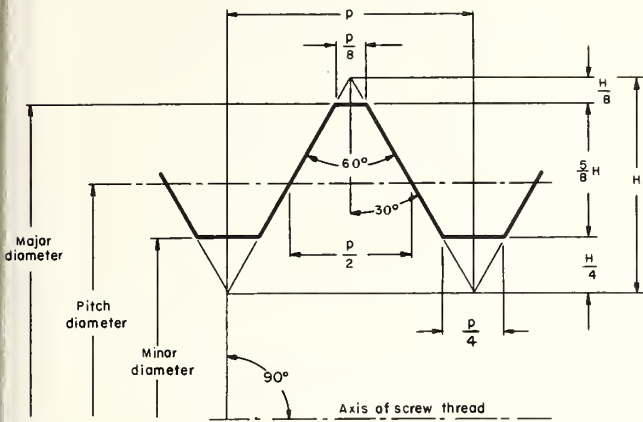 p
p
8
H
8
60°
5
8
H
H
30°
Major
diameter
p
2
H
4
Pitch
diameter
p
4
Minor
diameter
90°
Axis of screw thread